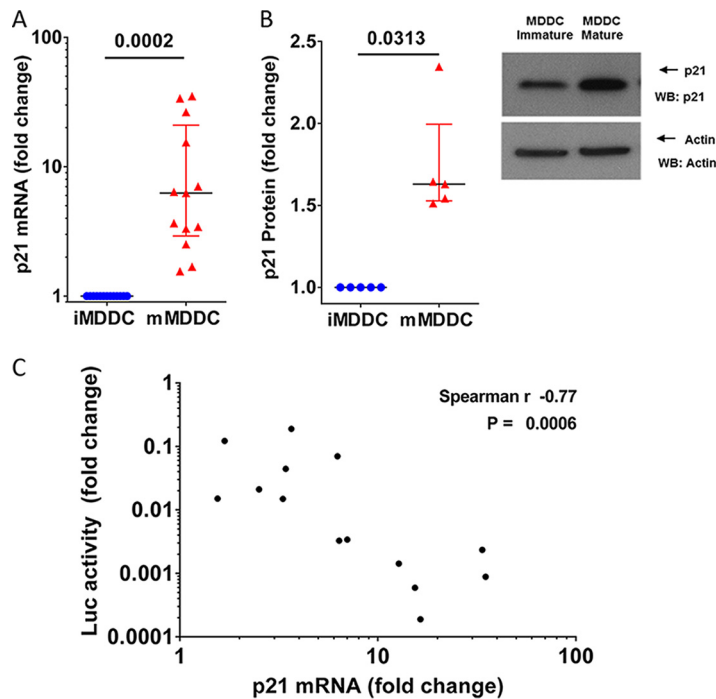 A
0.0002
p21 mRNA (fold change)
100
10
1
iMDDC mMDDC
B
0.0313
p21 Protein (fold change)
2.5
2.0
1.5
1.0
iMDDC mMDDC
MDDC MDDC
Immature Mature
p21
WB: p21
Actin
WB: Actin
C
Luc activity (fold change)
1
0.1
0.01
0.001
0.0001
Spearman r -0.77
P = 0.0006
1 10 100
p21 mRNA (fold change)